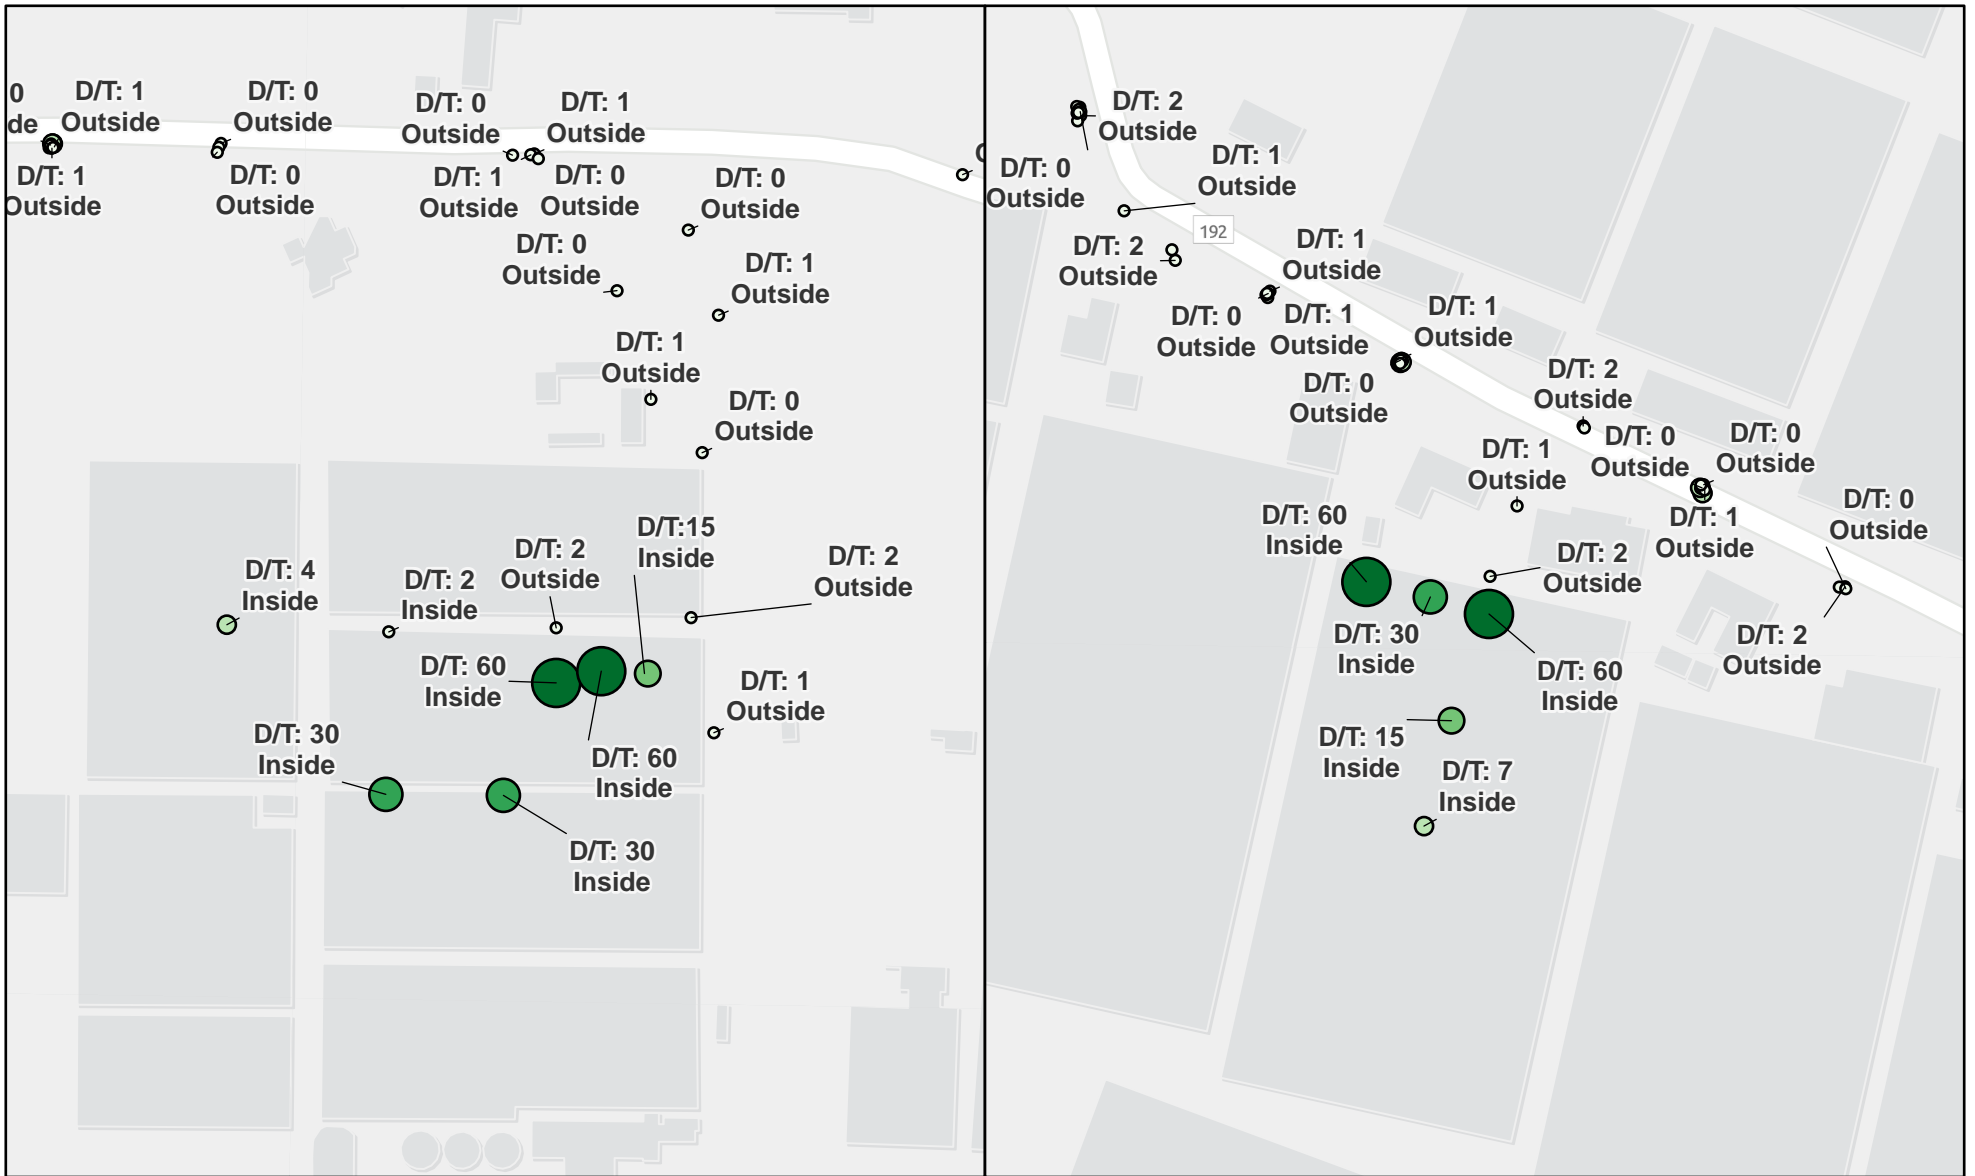 0
de
D/T: 1
Outside
D/T: 0
Outside
D/T: 0
Outside
D/T: 1
Outside
D/T: 1
Outside
D/T: 0
Outside
D/T: 1
Outside
D/T: 0
Outside
D/T: 0
Outside
D/T: 0
Outside
D/T: 1
Outside
D/T: 1
Outside
D/T: 0
Outside
D/T:15
Inside
D/T: 2
Outside
D/T: 2
Outside
D/T: 4
Inside
D/T: 2
Inside
D/T: 60
Inside
D/T: 1
Outside
D/T: 30
Inside
D/T: 60
Inside
D/T: 30
Inside
D/T: 2
Outside
D/T: 0
Outside
D/T: 1
Outside
192
D/T: 2
Outside
D/T: 1
Outside
D/T: 0
Outside
D/T: 1
Outside
D/T: 1
Outside
D/T: 0
Outside
D/T: 2
Outside
D/T: 1
Outside
D/T: 0
Outside
D/T: 0
Outside
D/T: 60
Inside
D/T: 1
Outside
D/T: 0
Outside
D/T: 2
Outside
D/T: 30
Inside
D/T: 60
Inside
D/T: 2
Outside
D/T: 15
Inside
D/T: 7
Inside